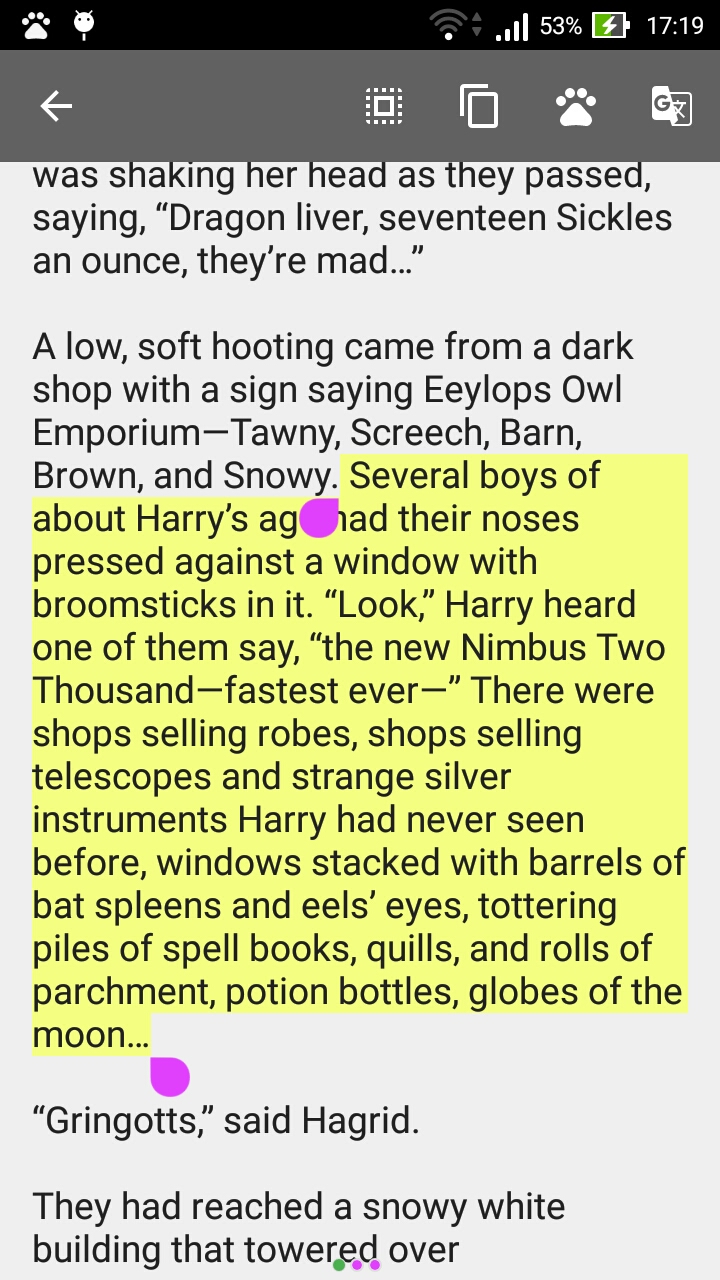 53% 17:19
was shaking her head as they passed,
saying, “Dragon liver, seventeen Sickles
an ounce, they’re mad…”
A low, soft hooting came from a dark
shop with a sign saying Eeylops Owl
Emporium—Tawny, Screech, Barn,
Brown, and Snowy. Several boys of
about Harry’s age had their noses
pressed against a window with
broomsticks in it. “Look,” Harry heard
one of them say, “the new Nimbus Two
Thousand—fastest ever—” There were
shops selling robes, shops selling
telescopes and strange silver
instruments Harry had never seen
before, windows stacked with barrels of
bat spleens and eels’ eyes, tottering
piles of spell books, quills, and rolls of
parchment, potion bottles, globes of the
moon…
“Gringotts,” said Hagrid.
They had reached a snowy white
building that towered over